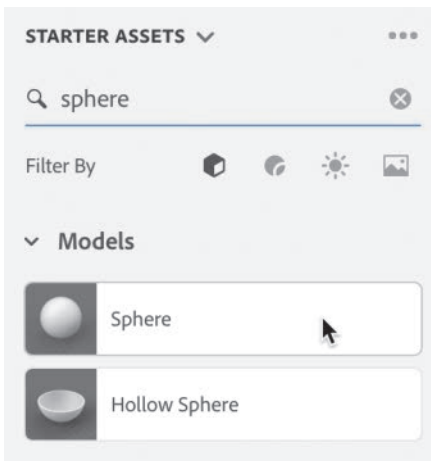 STARTER ASSETS
sphere
Filter By
Models
Sphere
Hollow Sphere